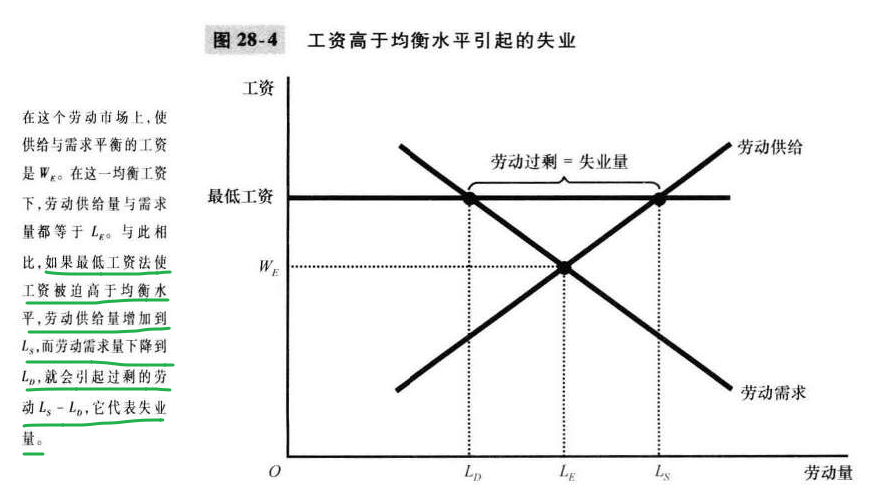 图 28-4 工资高于均衡水平引起的失业
在这个劳动市场上,使
供给与需求平衡的工资
是 W_E。在这一均衡工资
下,劳动供给量与需求
量都等于 L_E。与此相
比,如果最低工资法使
工资被迫高于均衡水
平,劳动供给量增加到
L_S,而劳动需求量下降到
L_D,就会引起过剩的劳
动 L_S - L_D,它代表失业
量。
工资
劳动供给
劳动过剩 = 失业量
最低工资
W_E
劳动需求
O
L_D
L_E
L_S
劳动量